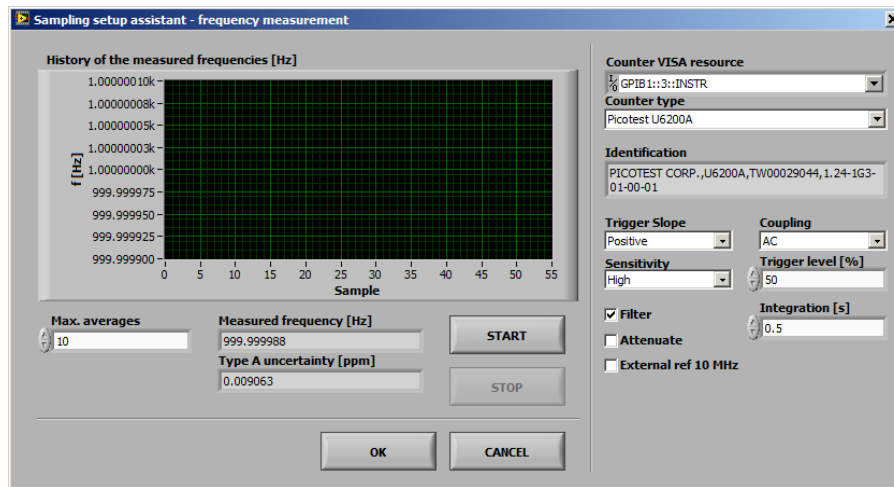 Sampling setup assistant - frequency measurement
History of the measured frequencies [Hz]
1.00000010k
1.00000008k
1.00000005k
1.00000003k
1.00000000k
999.999975
999.999950
999.999925
999.999900
f [Hz]
0 5 10 15 20 25 30 35 40 45 50 55
Sample
Max. averages
10
Measured frequency [Hz]
999.999988
Type A uncertainty [ppm]
0.009063
START
STOP
OK
CANCEL
Counter VISA resource
I/O GPIB1::3::INSTR
Counter type
Picotest U6200A
Identification
PICOTEST CORP.,U6200A,TW00029044,1.24-1G3-
01-00-01
Trigger Slope
Positive
Coupling
AC
Sensitivity
High
Trigger level [%]
50
Filter
Attenuate
External ref 10 MHz
Integration [s]
0.5